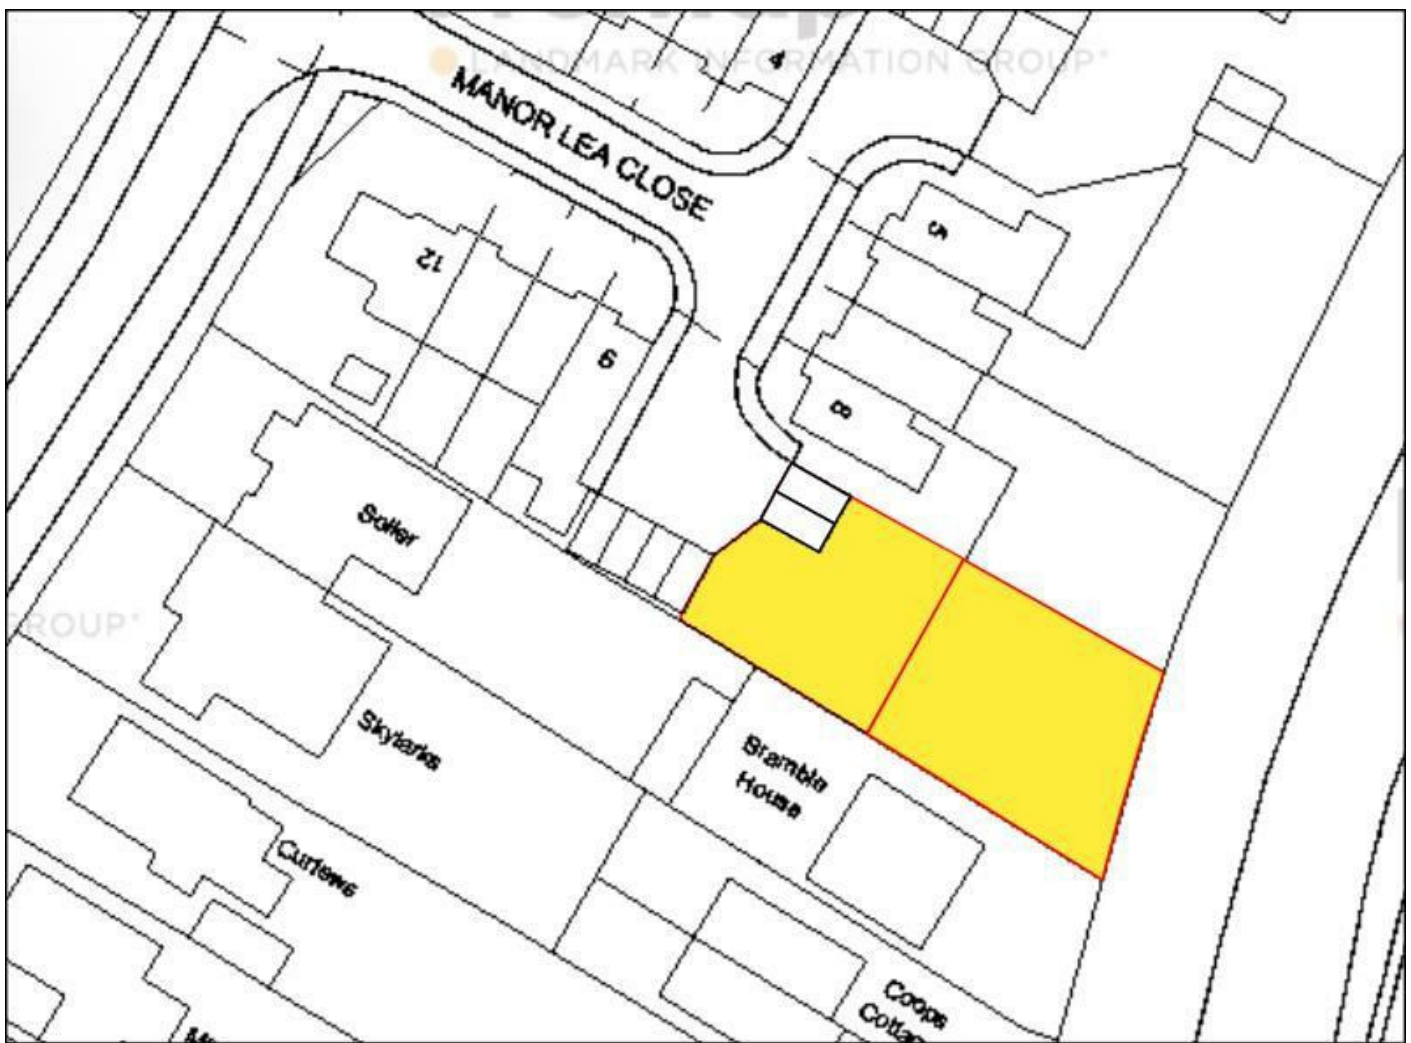 LANDMARK INFORMATION GROUP®
4
MANOR LEA CLOSE
5
12
9
8
Soller
ROUP®
Skylarks
Bramble
House
Curlews
Coops